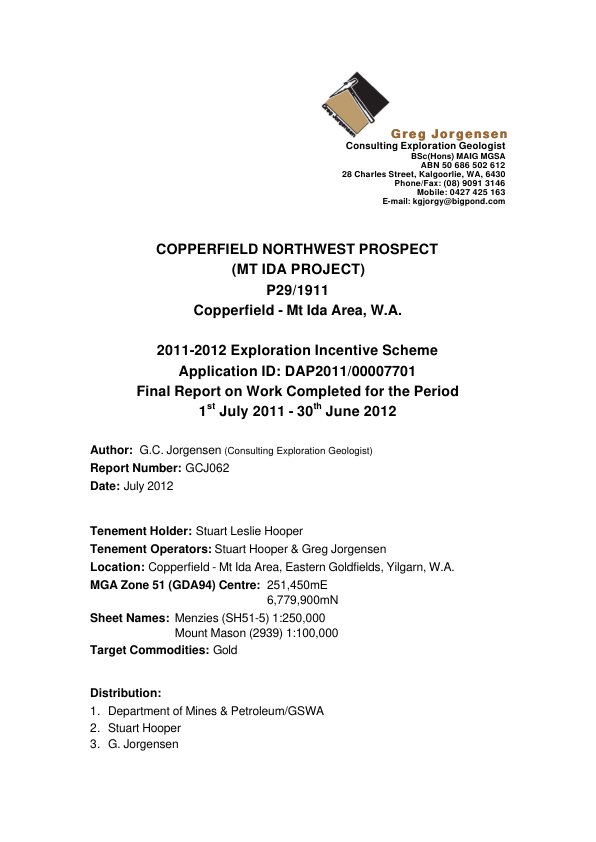 Greg Jorgensen
Greg Jorgensen
Consulting Exploration Geologist
BSc(Hons) MAIG MGSA
ABN 50 686 502 612
28 Charles Street, Kalgoorlie, WA, 6430
Phone/Fax: (08) 9091 3146
Mobile: 0427 425 163
E-mail: kgjorgy@bigpond.com
COPPERFIELD NORTHWEST PROSPECT
(MT IDA PROJECT)
P29/1911
Copperfield - Mt Ida Area, W.A.
2011-2012 Exploration Incentive Scheme
Application ID: DAP2011/00007701
Final Report on Work Completed for the Period
1st July 2011 - 30th June 2012
Author: G.C. Jorgensen (Consulting Exploration Geologist)
Report Number: GCJ062
Date: July 2012
Tenement Holder: Stuart Leslie Hooper
Tenement Operators: Stuart Hooper & Greg Jorgensen
Location: Copperfield - Mt Ida Area, Eastern Goldfields, Yilgarn, W.A.
MGA Zone 51 (GDA94) Centre: 251,450mE
6,779,900mN
Sheet Names: Menzies (SH51-5) 1:250,000
Mount Mason (2939) 1:100,000
Target Commodities: Gold
Distribution:
1. Department of Mines & Petroleum/GSWA
2. Stuart Hooper
3. G. Jorgensen